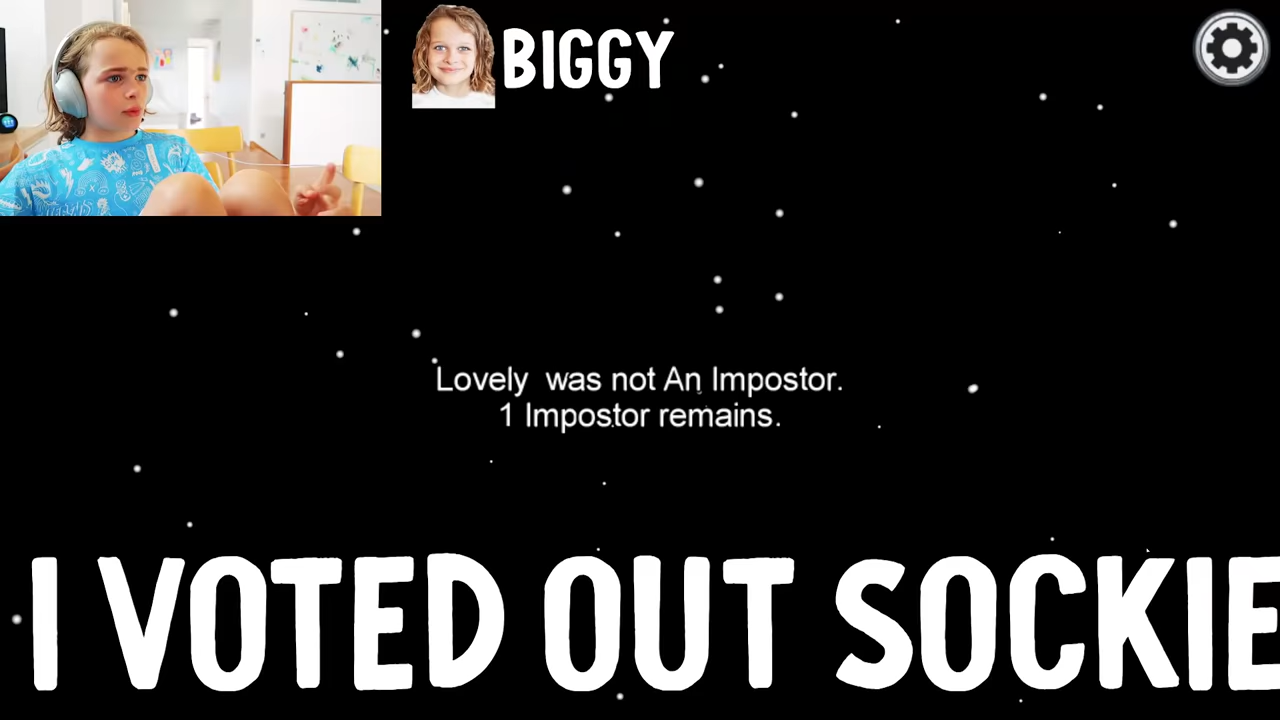 BIGGY
Lovely  was not An Impostor.
1 Impostor remains.
I VOTED OUT SOCKIE